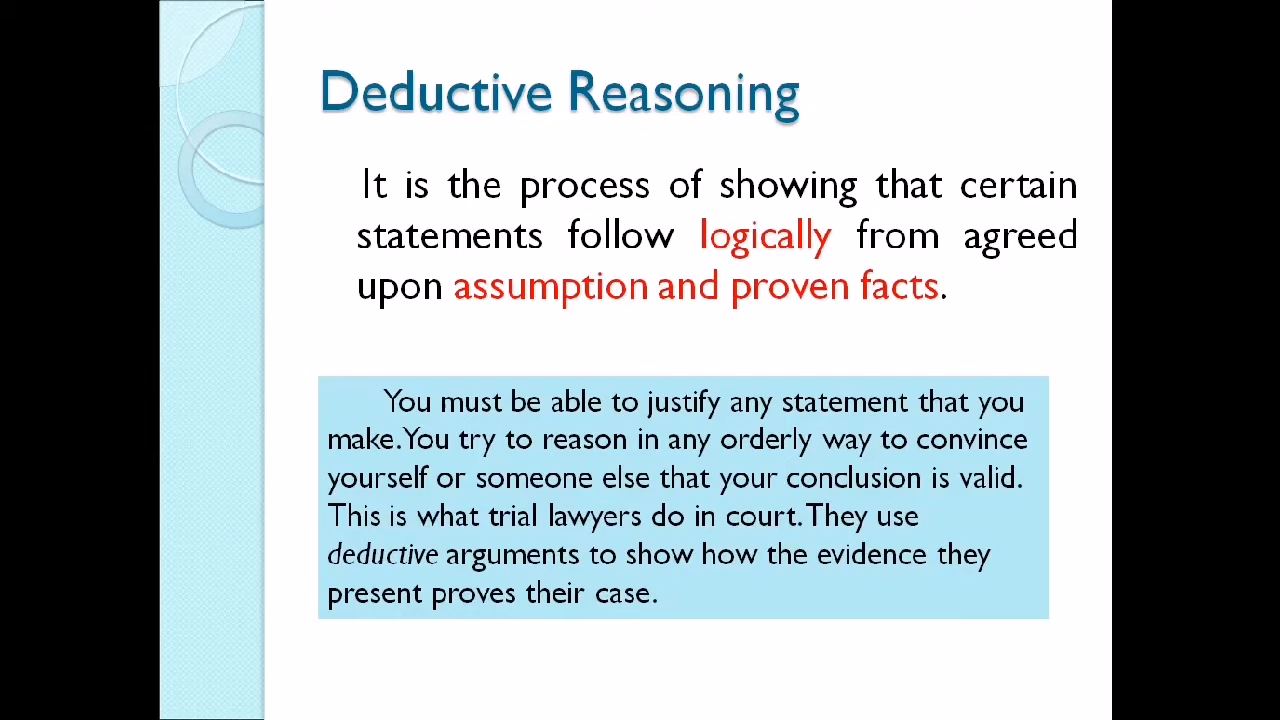 Deductive Reasoning
It is the process of showing that certain
statements follow logically from agreed
upon assumption and proven facts.
You must be able to justify any statement that you
make. You try to reason in any orderly way to convince
yourself or someone else that your conclusion is valid.
This is what trial lawyers do in court. They use
deductive arguments to show how the evidence they
present proves their case.